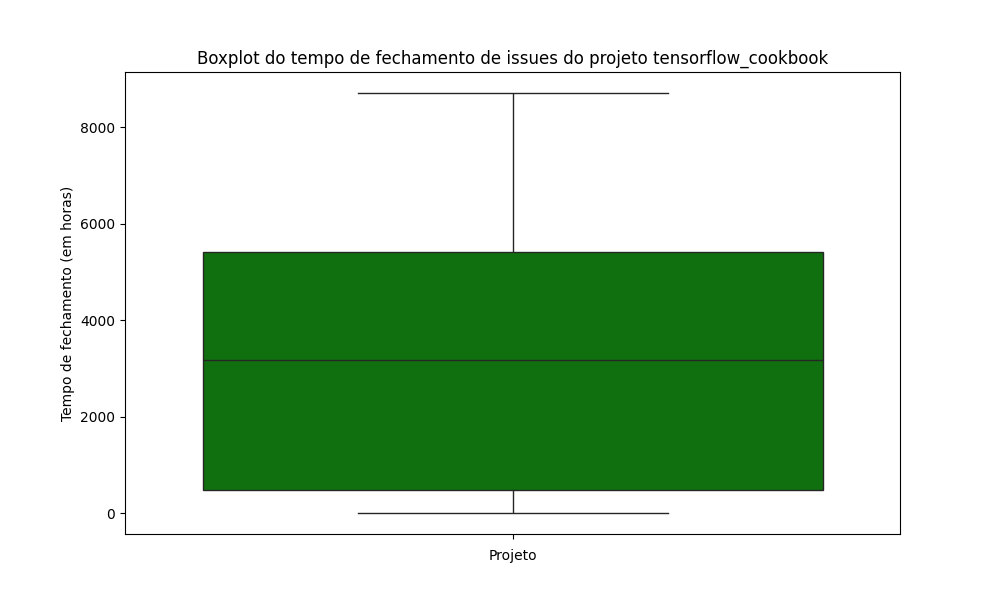 Boxplot do tempo de fechamento de issues do projeto tensorflow_cookbook
Tempo de fechamento (em horas)
8000
6000
4000
2000
0
Projeto